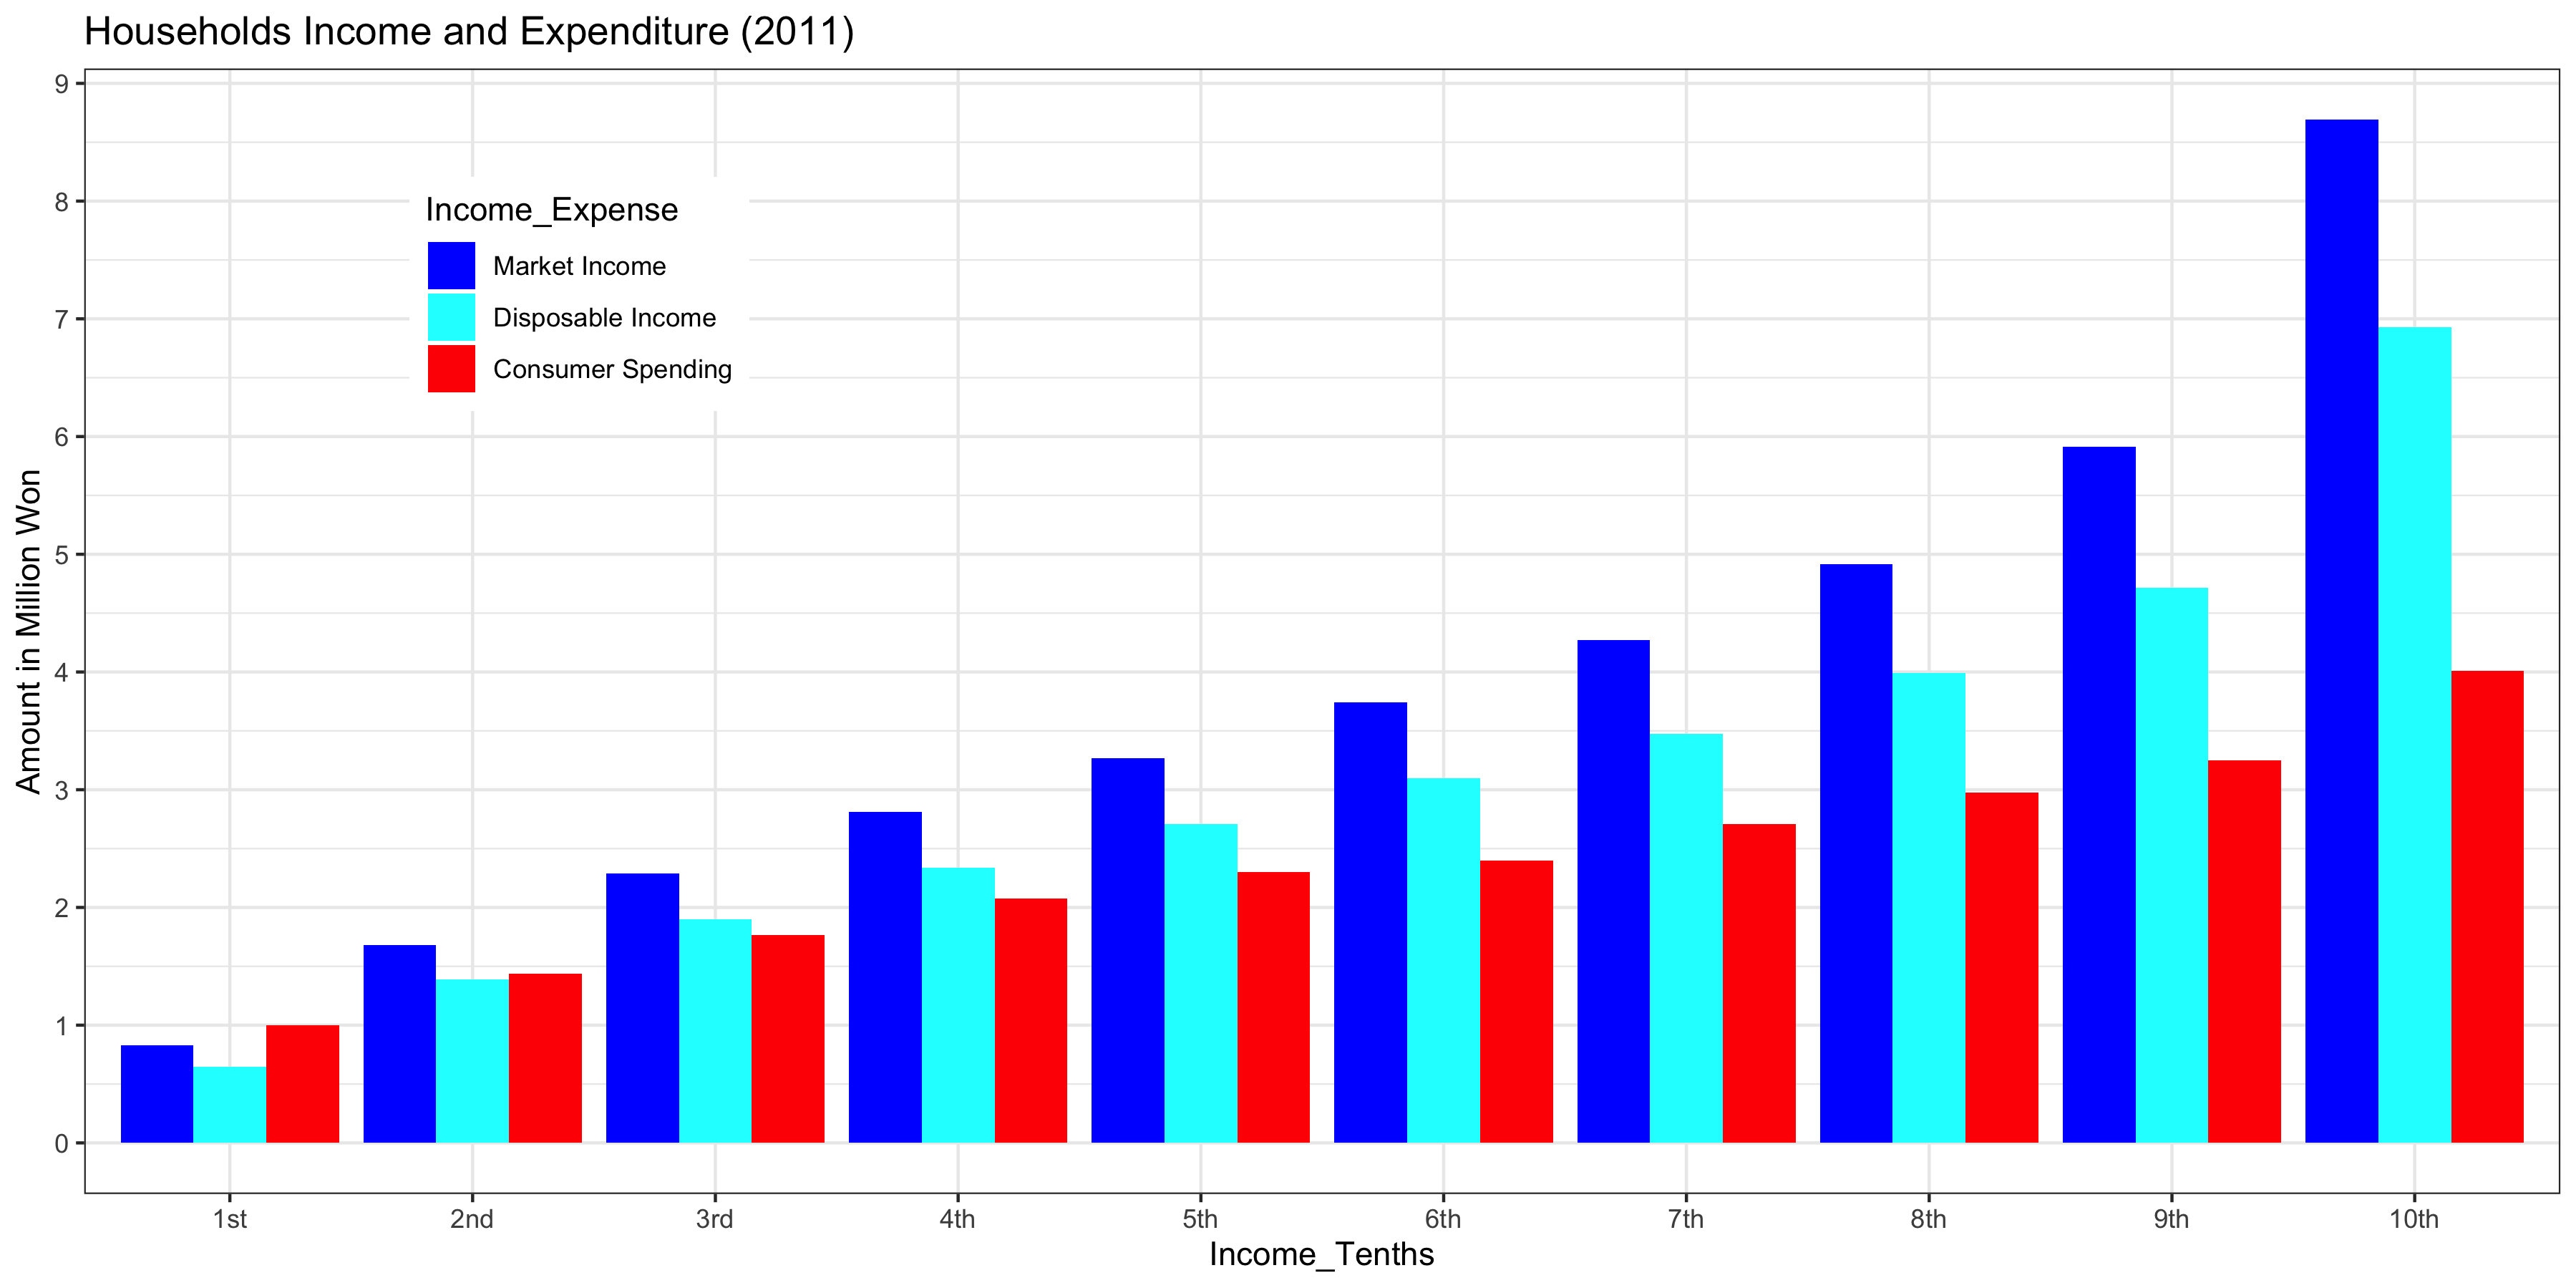 Households Income and Expenditure (2011)
Amount in Million Won
9
8
7
6
5
4
3
2
1
0
Income_Expense
Market Income
Disposable Income
Consumer Spending
1st 2nd 3rd 4th 5th 6th 7th 8th 9th 10th
Income_Tenths